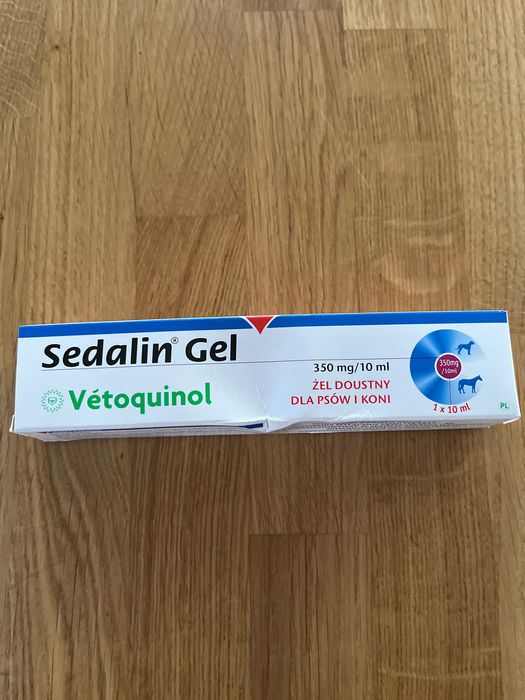 Sedalin® Gel
Vétoquinol
350 mg/10 ml
ŻEL DOUSTNY
DLA PSÓW I KONI
350mg
/10ml
1 x 10 ml
PL